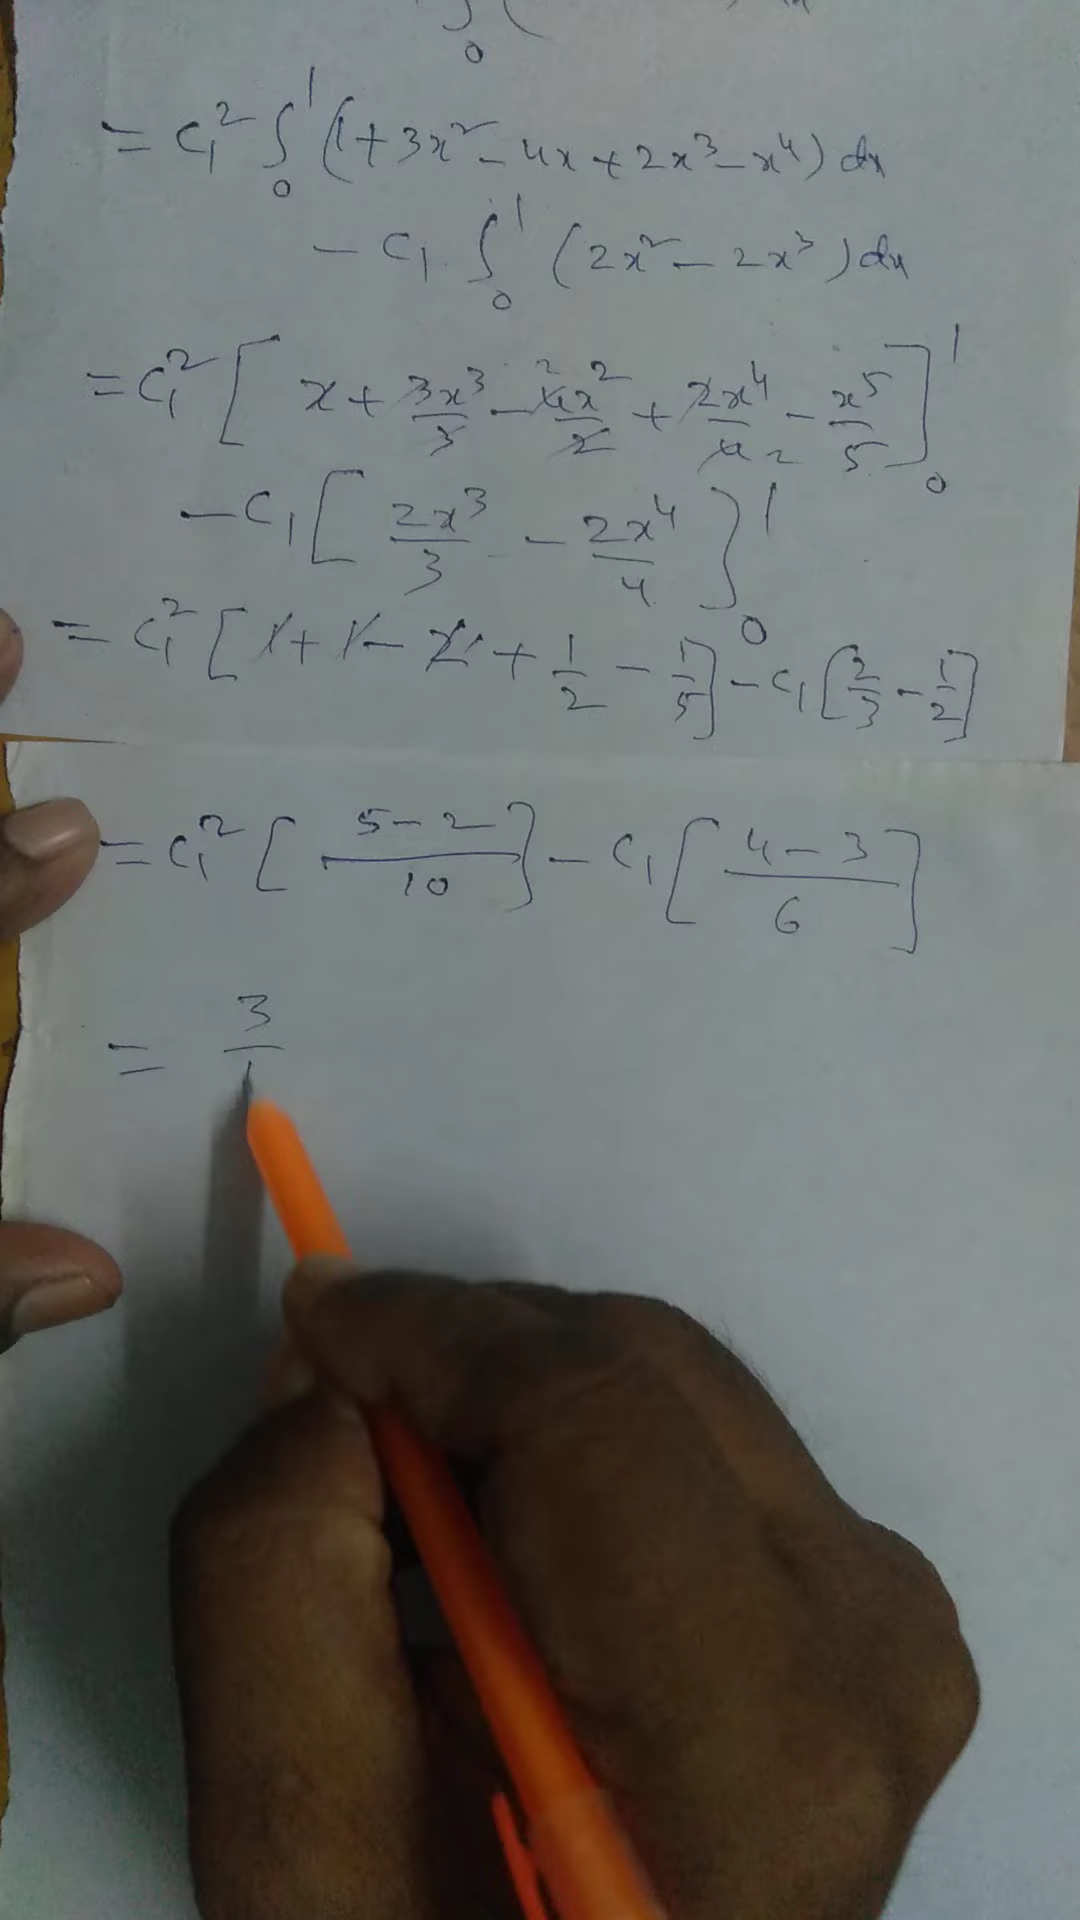 ∫₀ (
= C₁² ∫₀¹ (1 + 3x² - 4x + 2x³ - x⁴) dx
- C₁ ∫₀¹ (2x² - 2x³) dx
= C₁² [ x + 3x³/3 - 4x²/2 + 2x⁴/4 - x⁵/5 ]₀¹
- C₁ [ 2x³/3 - 2x⁴/4 ]₀¹
= C₁² [ 1 + 1 - 2 + 1/2 - 1/5 ] - C₁ [ 2/3 - 1/2 ]
= C₁² [ (5 - 2)/10 ] - C₁ [ (4 - 3)/6 ]
= 3/1